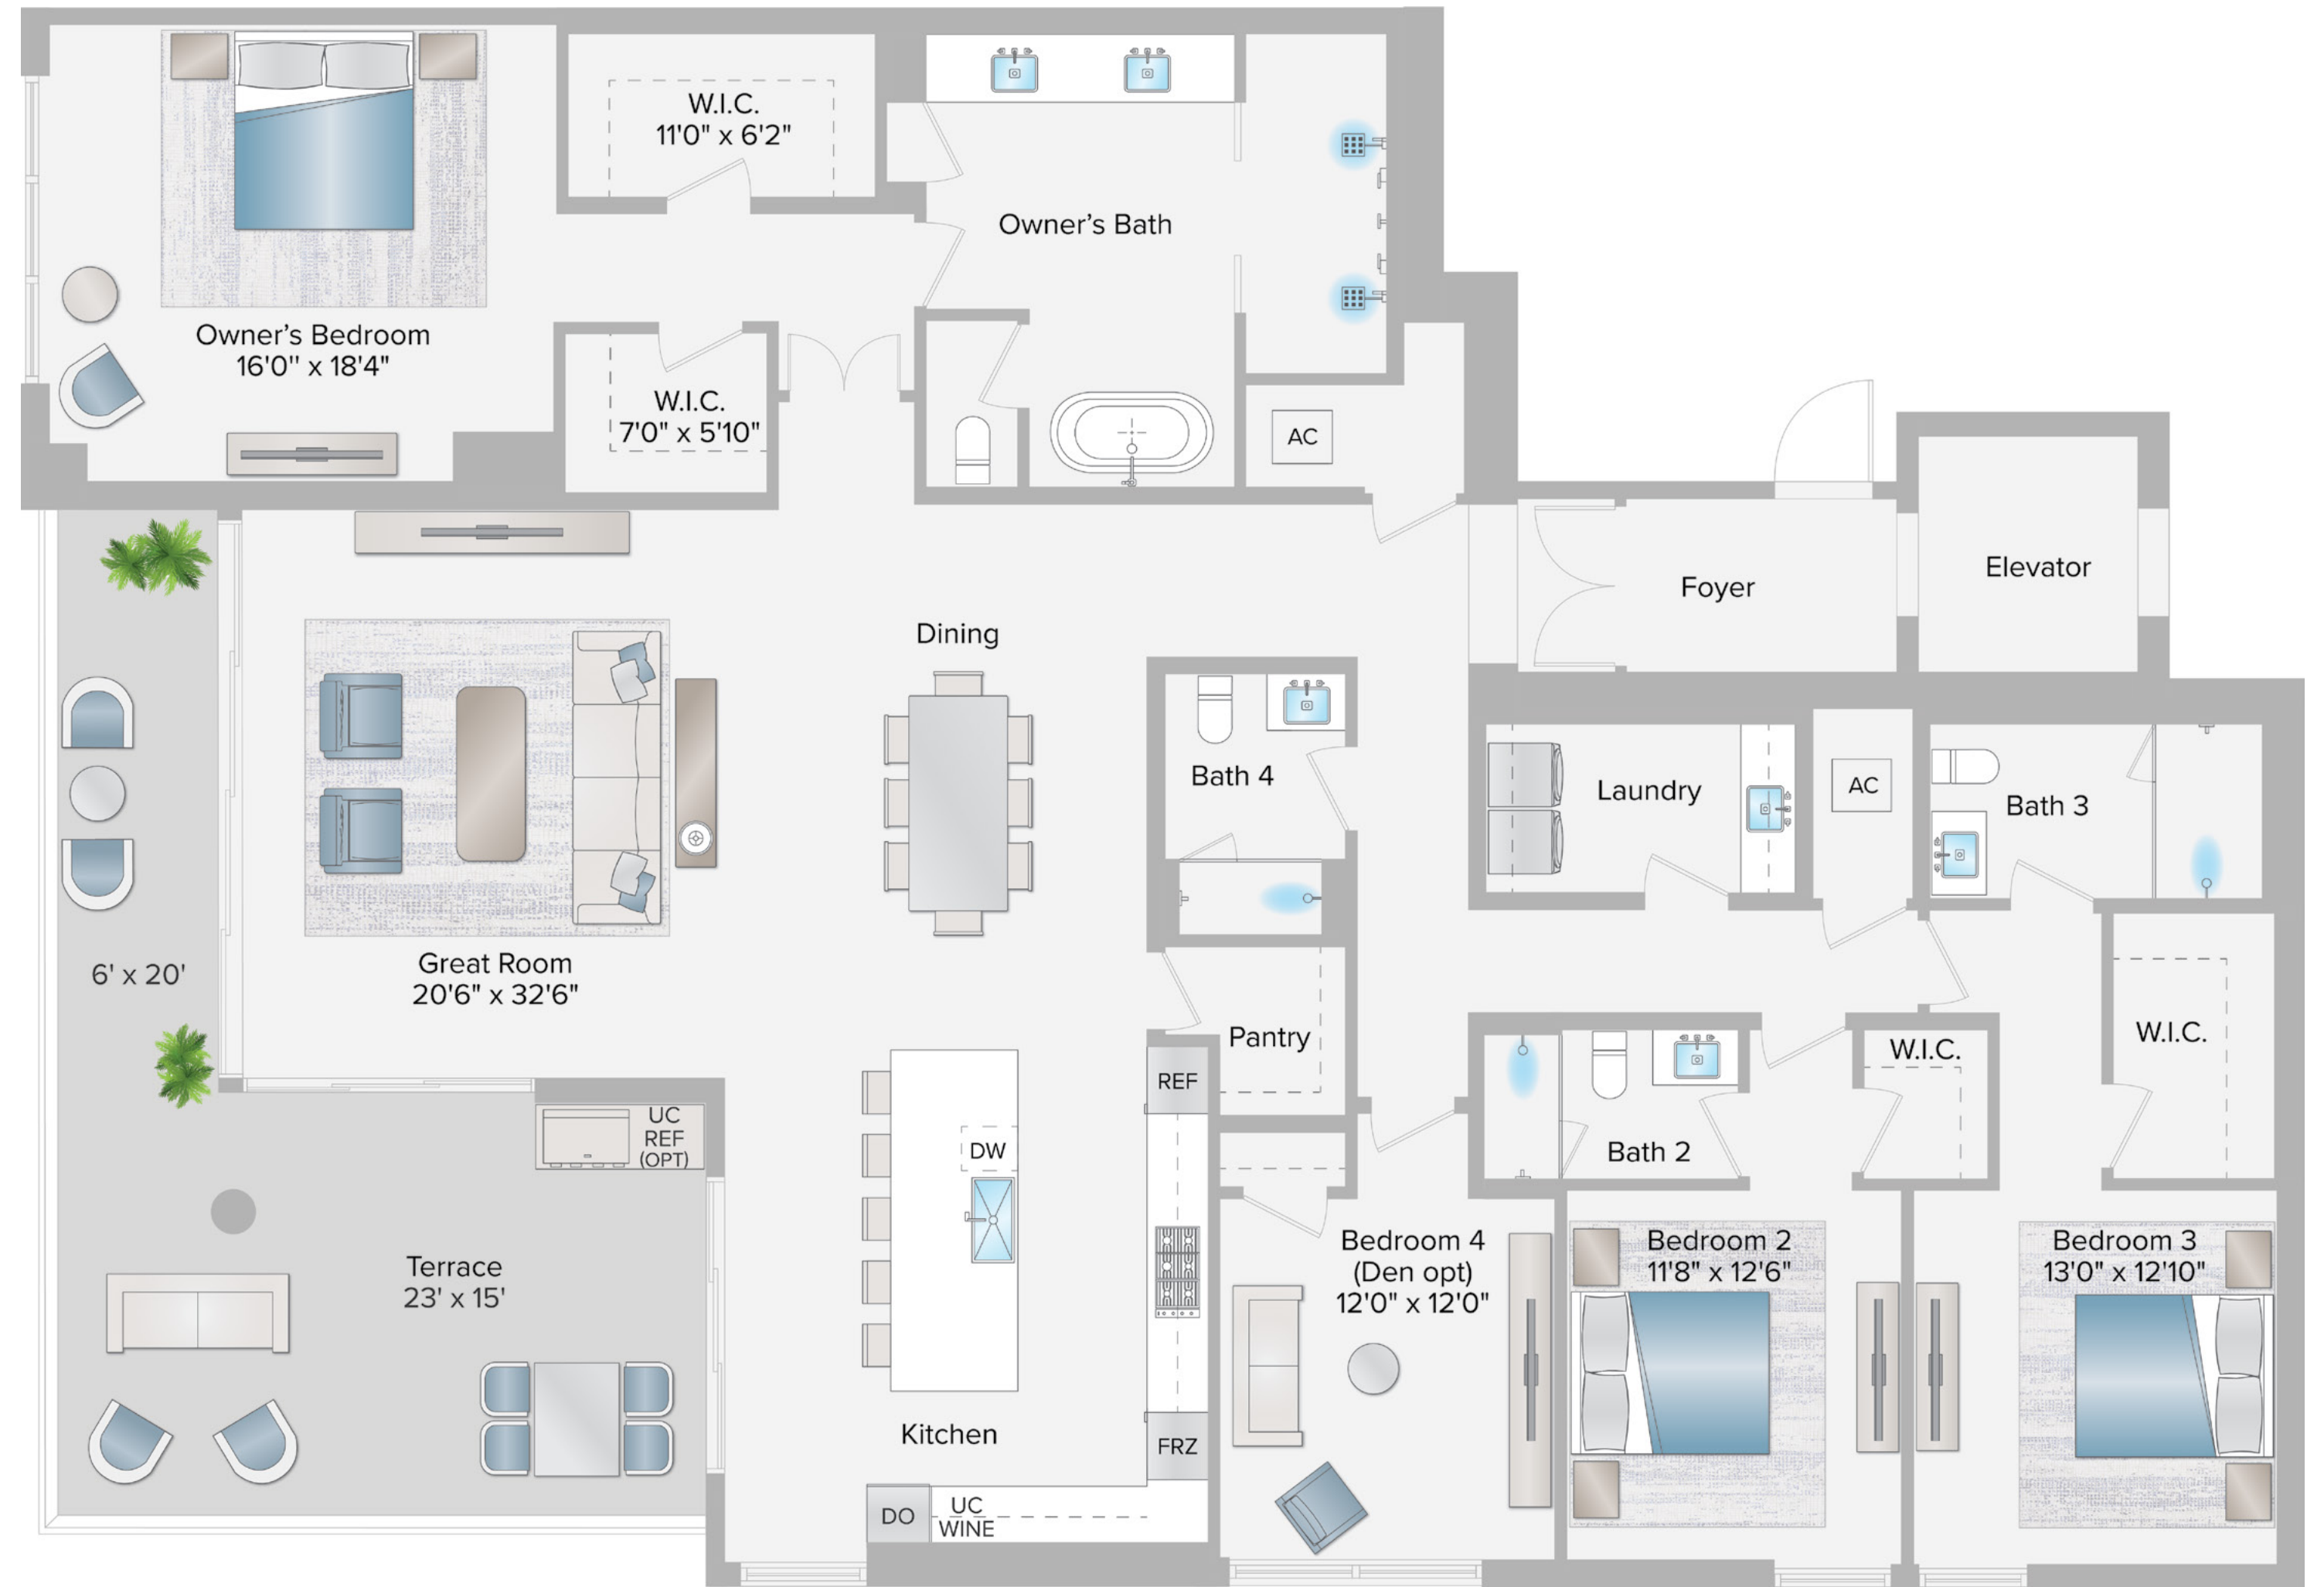 W.I.C.
11'0" x 6'2"
Owner's Bath
Owner's Bedroom
16'0'' x 18'4"
W.I.C.
7'0" x 5'10"
AC
Foyer
Elevator
Dining
Bath 4
Laundry
AC
Bath 3
Great Room
20'6" x 32'6"
6' x 20'
Pantry
W.I.C.
W.I.C.
REF
UC
REF
(OPT)
DW
Bath 2
Terrace
23' x 15'
Bedroom 4
(Den opt)
12'0" x 12'0"
Bedroom 2
11'8" x 12'6"
Bedroom 3
13'0" x 12'10"
Kitchen
FRZ
DO
UC
WINE